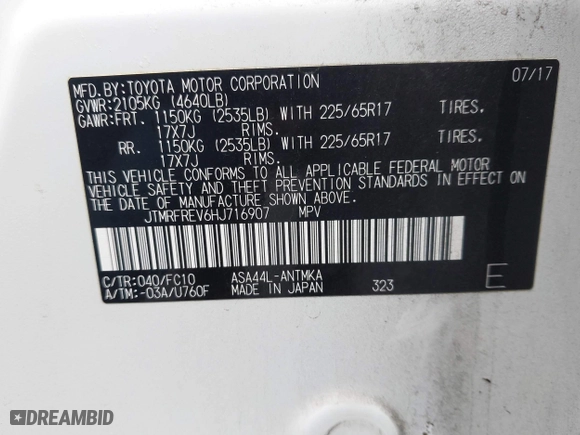 MFD.BY:TOYOTA MOTOR CORPORATION 07/17
GVWR:2105KG (4640LB)
GAWR:FRT. 1150KG (2535LB) WITH 225/65R17 TIRES.
17X7J RIMS.
RR. 1150KG (2535LB) WITH 225/65R17 TIRES.
17X7J RIMS.
THIS VEHICLE CONFORMS TO ALL APPLICABLE FEDERAL MOTOR
VEHICLE SAFETY AND THEFT PREVENTION STANDARDS IN EFFECT ON
THE DATE OF MANUFACTURE SHOWN ABOVE.
JTMRFREV6HJ716907 MPV
C/TR:040/FC10 ASA44L-ANTMKA
A/TM:-03A/U760F MADE IN JAPAN 323 E
DREAMBID